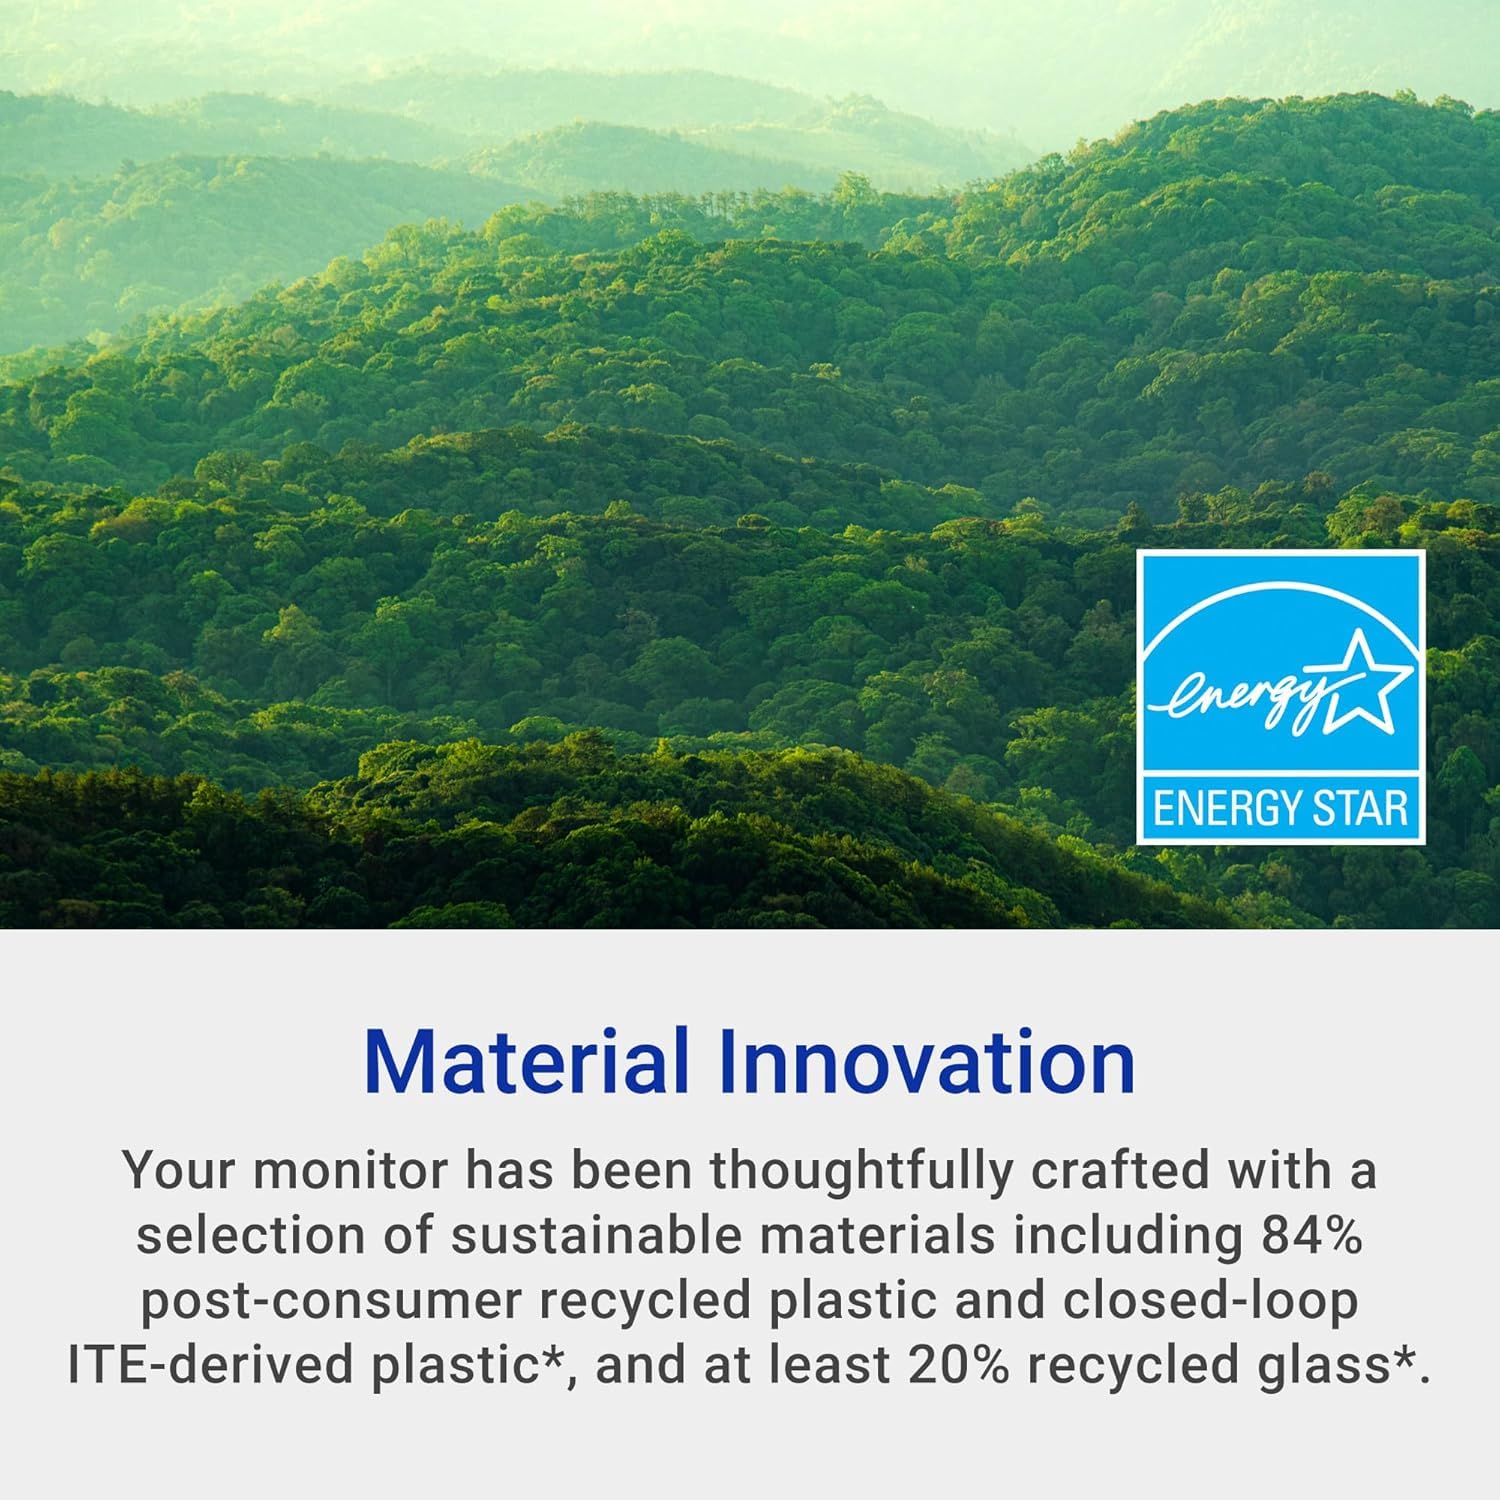 energy
ENERGY STAR
Material Innovation
Your monitor has been thoughtfully crafted with a
selection of sustainable materials including 84%
post-consumer recycled plastic and closed-loop
ITE-derived plastic*, and at least 20% recycled glass*.